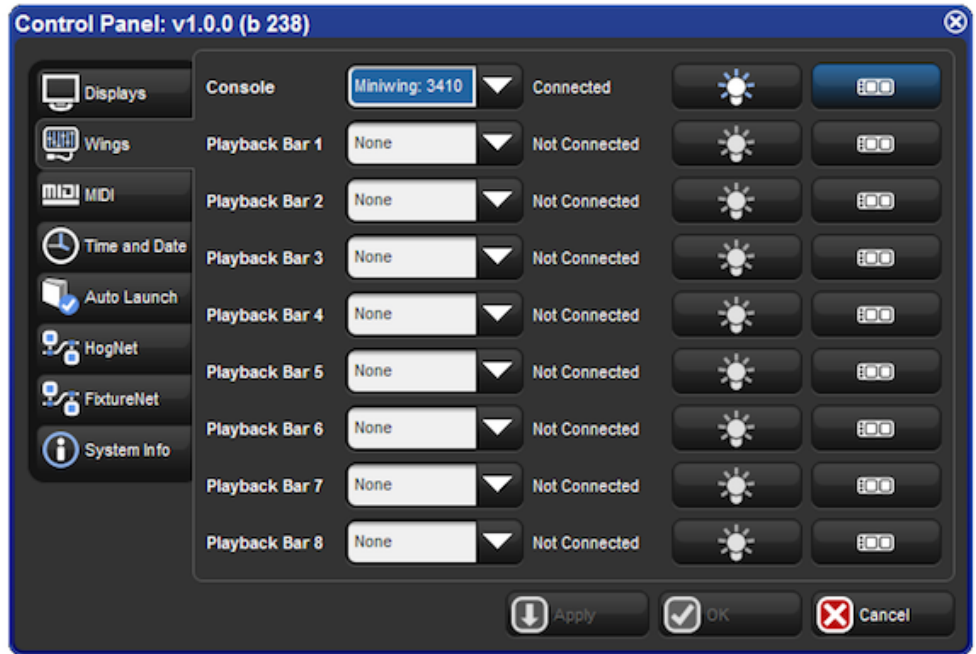 Control Panel: v1.0.0 (b 238)
Displays
Wings
MIDI MIDI
Time and Date
Auto Launch
HogNet
FixtureNet
System Info
Console Miniwing: 3410 Connected
Playback Bar 1 None Not Connected
Playback Bar 2 None Not Connected
Playback Bar 3 None Not Connected
Playback Bar 4 None Not Connected
Playback Bar 5 None Not Connected
Playback Bar 6 None Not Connected
Playback Bar 7 None Not Connected
Playback Bar 8 None Not Connected
Apply OK Cancel